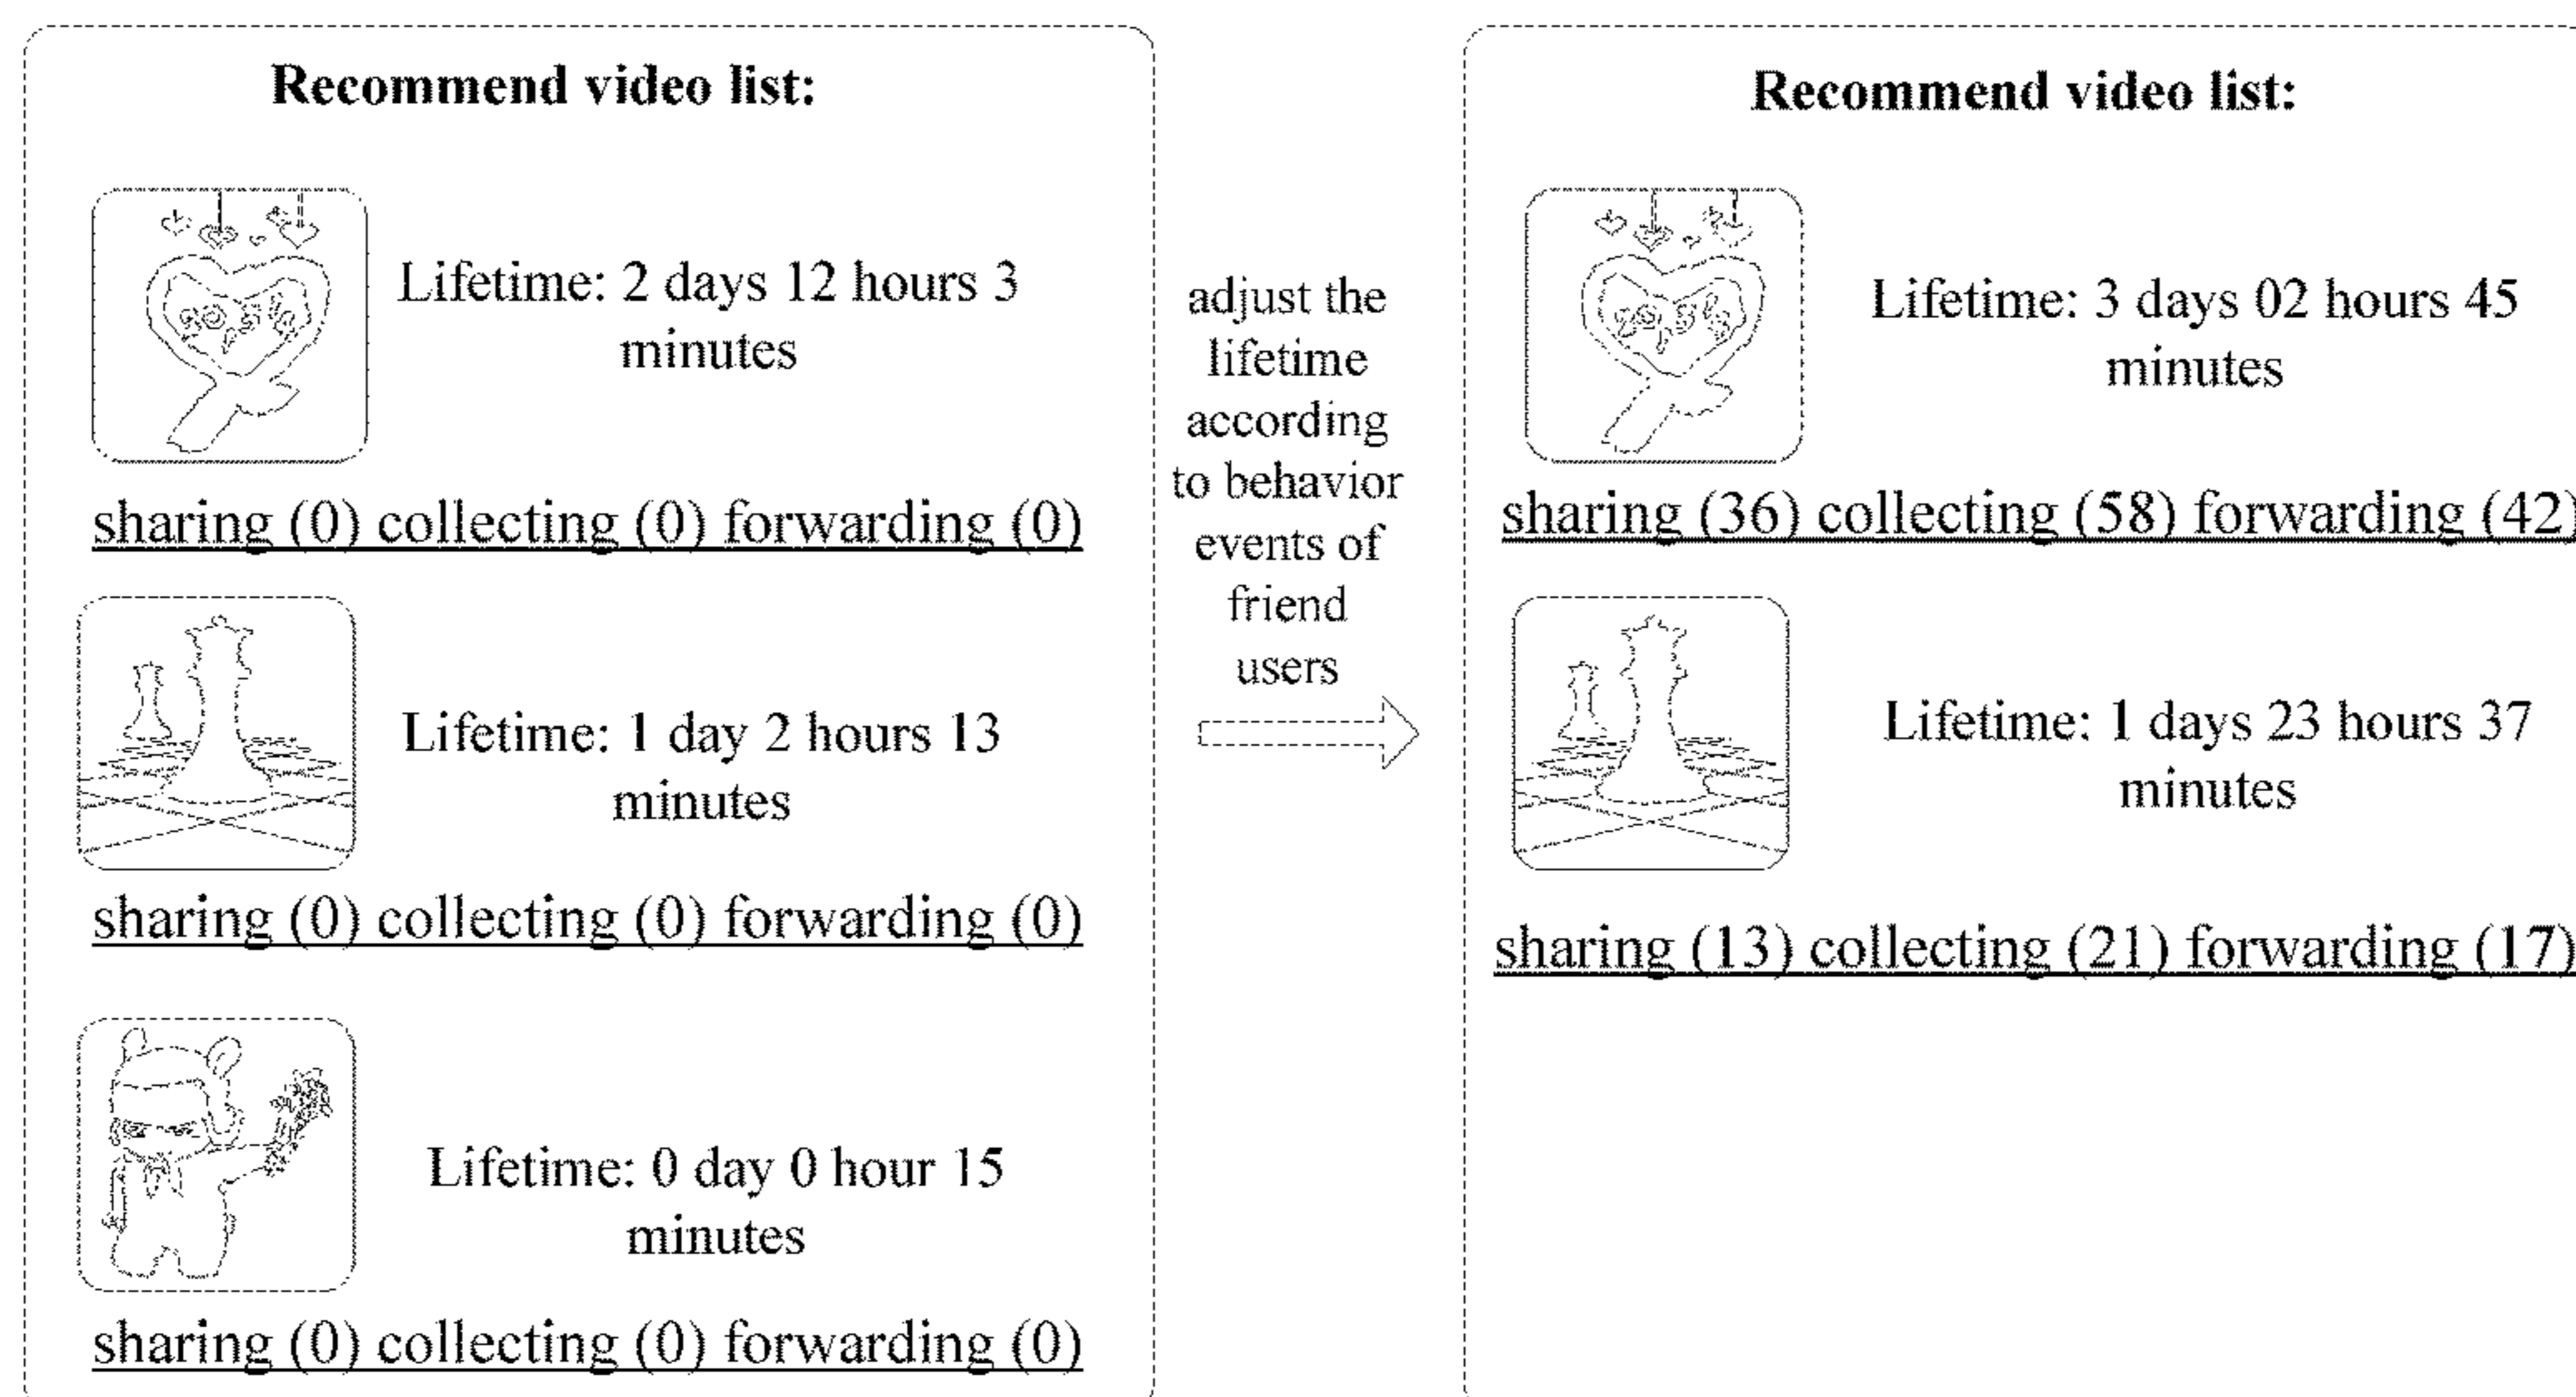 Recommend video list:
Lifetime: 2 days 12 hours 3
minutes
sharing (0) collecting (0) forwarding (0)
Lifetime: 1 day 2 hours 13
minutes
sharing (0) collecting (0) forwarding (0)
Lifetime: 0 day 0 hour 15
minutes
sharing (0) collecting (0) forwarding (0)
adjust the
lifetime
according
to behavior
events of
friend
users
Recommend video list:
Lifetime: 3 days 02 hours 45
minutes
sharing (36) collecting (58) forwarding (42)
Lifetime: 1 days 23 hours 37
minutes
sharing (13) collecting (21) forwarding (17)